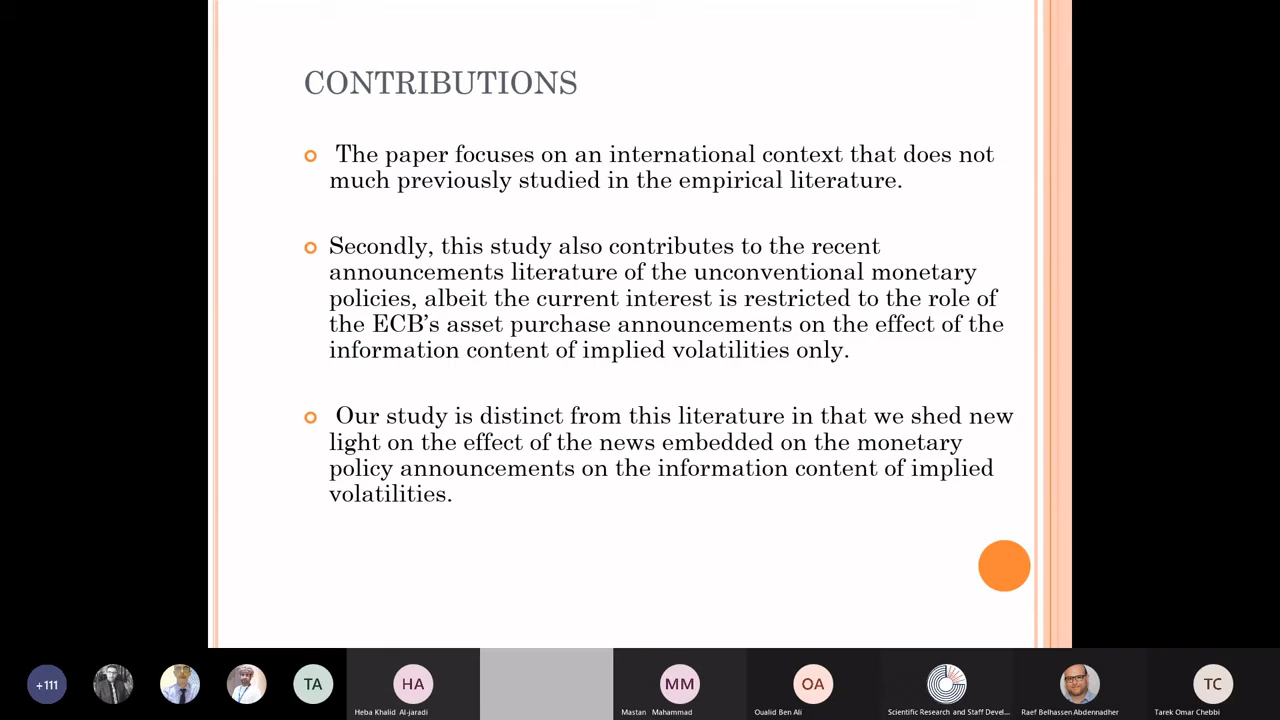 CONTRIBUTIONS
The paper focuses on an international context that does not
much previously studied in the empirical literature.
Secondly, this study also contributes to the recent
announcements literature of the unconventional monetary
policies, albeit the current interest is restricted to the role of
the ECB’s asset purchase announcements on the effect of the
information content of implied volatilities only.
Our study is distinct from this literature in that we shed new
light on the effect of the news embedded on the monetary
policy announcements on the information content of implied
volatilities.
+111
TA
HA
MM
OA
TC
Heba Khalid Al-jaradi
Mastan Mahammad
Oualid Ben Ali
Scientific Research and Staff Devel...
Raef Belhassen Abdennadher
Tarek Omar Chebbi